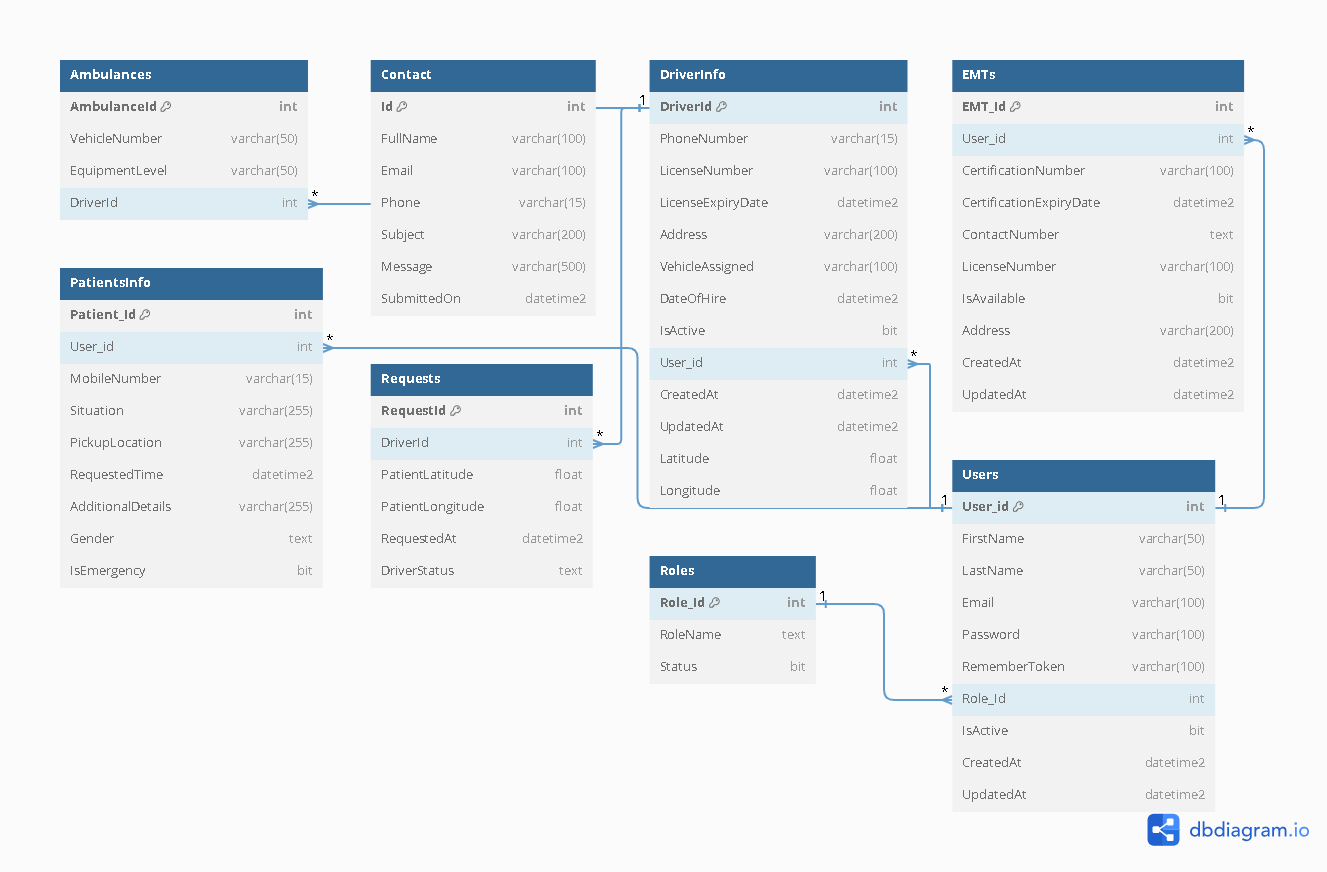 Ambulances
AmbulanceId int
VehicleNumber varchar(50)
EquipmentLevel varchar(50)
DriverId int
*
Contact
Id int
FullName varchar(100)
Email varchar(100)
Phone varchar(15)
Subject varchar(200)
Message varchar(500)
SubmittedOn datetime2
1
DriverInfo
DriverId int
PhoneNumber varchar(15)
LicenseNumber varchar(100)
LicenseExpiryDate datetime2
Address varchar(200)
VehicleAssigned varchar(100)
DateOfHire datetime2
IsActive bit
User_id int
*
CreatedAt datetime2
UpdatedAt datetime2
Latitude float
Longitude float
EMTs
EMT_Id int
User_id int
*
CertificationNumber varchar(100)
CertificationExpiryDate datetime2
ContactNumber text
LicenseNumber varchar(100)
IsAvailable bit
Address varchar(200)
CreatedAt datetime2
UpdatedAt datetime2
PatientsInfo
Patient_Id int
User_id int
*
MobileNumber varchar(15)
Situation varchar(255)
PickupLocation varchar(255)
RequestedTime datetime2
AdditionalDetails varchar(255)
Gender text
IsEmergency bit
Requests
RequestId int
DriverId int
*
PatientLatitude float
PatientLongitude float
RequestedAt datetime2
DriverStatus text
Roles
Role_Id int
1
RoleName text
Status bit
Users
1
User_id int
1
FirstName varchar(50)
LastName varchar(50)
Email varchar(100)
Password varchar(100)
RememberToken varchar(100)
*
Role_Id int
IsActive bit
CreatedAt datetime2
UpdatedAt datetime2
dbdiagram.io